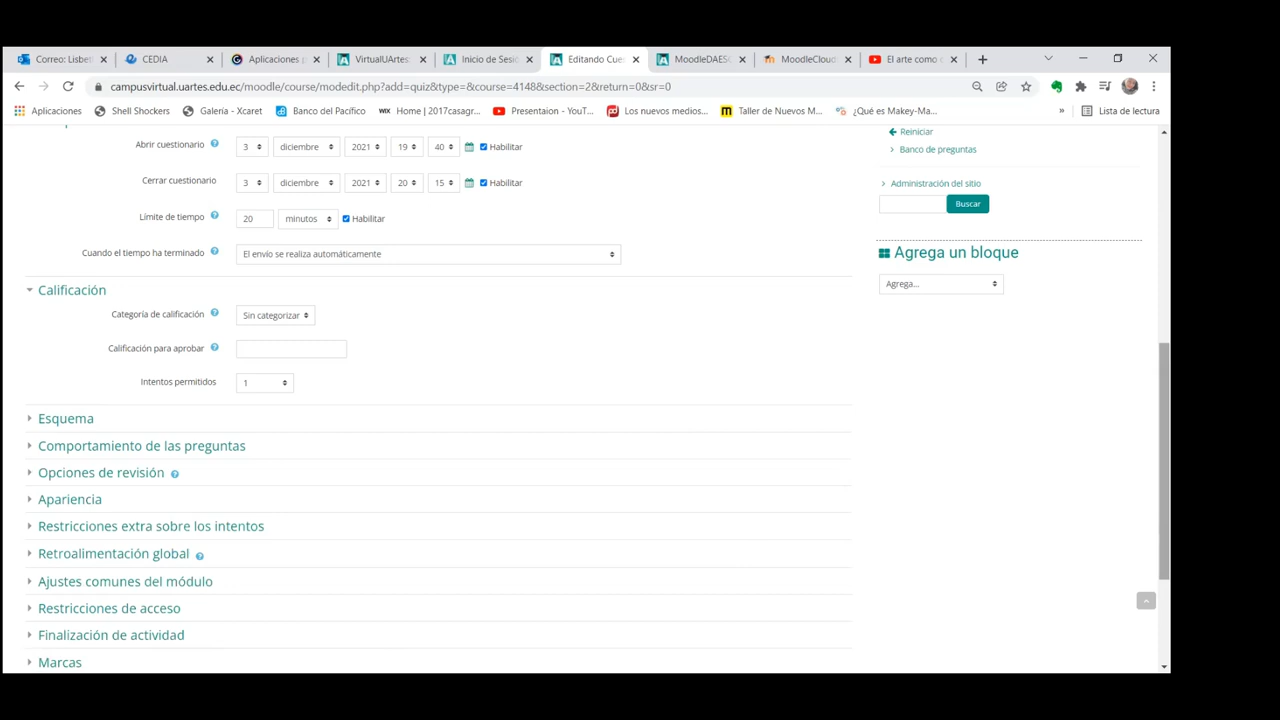 Correo: Lisbet
CEDIA
Aplicaciones p
VirtualUArtes
Inicio de Sesió
Editando Cues
MoodleDAESC
MoodleCloud
El arte como c
campusvirtual.uartes.edu.ec/moodle/course/modedit.php?add=quiz&type=&course=4148&section=2&return=0&sr=0
Aplicaciones
Shell Shockers
Galería - Xcaret
Banco del Pacífico
WIX Home | 2017casagr...
Presentaion - YouT...
Los nuevos medios...
Taller de Nuevos M...
¿Qué es Makey-Ma...
»
Lista de lectura
Abrir cuestionario 3 diciembre 2021 19 40 Habilitar
Cerrar cuestionario 3 diciembre 2021 20 15 Habilitar
Límite de tiempo 20 minutos Habilitar
Cuando el tiempo ha terminado El envío se realiza automáticamente
Calificación
Categoría de calificación Sin categorizar
Calificación para aprobar
Intentos permitidos 1
Esquema
Comportamiento de las preguntas
Opciones de revisión
Apariencia
Restricciones extra sobre los intentos
Retroalimentación global
Ajustes comunes del módulo
Restricciones de acceso
Finalización de actividad
Marcas
Reiniciar
Banco de preguntas
Administración del sitio
Buscar
Agrega un bloque
Agrega...